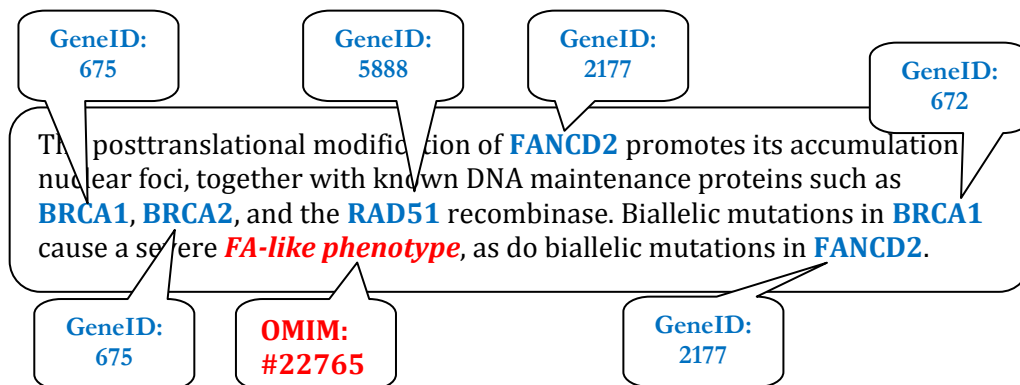 GeneID:
675
GeneID:
5888
GeneID:
2177
GeneID:
672
posttranslational modification of FANCD2 promotes its accumulation
nuclear foci, together with known DNA maintenance proteins such as
BRCA1, BRCA2, and the RAD51 recombinase. Biallelic mutations in BRCA1
cause a severe FA-like phenotype, as do biallelic mutations in FANCD2.
GeneID:
675
OMIM:
#22765
GeneID:
2177